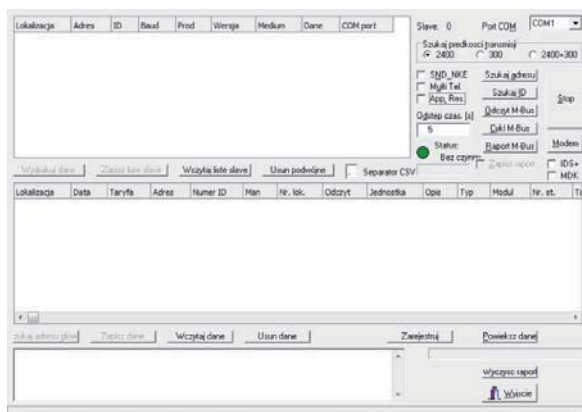 Lokalizacja Adres ID Baud Prod Wersja Medium Dane COM port
Slave: 0 Port COM COM1
Szukaj predkosci transmisji
2400 300 2400+300
SND_NKE Szukaj adresu
Multi Tel. Szukaj ID Stop
App_Res.
Odstep czas. [s] Odczyt M-Bus
5 Cykl M-Bus
Status: Raport M-Bus Modem
Bez czynn. Zapisz raport IDS+
MDK
Wydrukuj dane Zapisz liste slave Wczytaj liste slave Usun podwójne Separator CSV
Lokalizacja Data Taryfa Adres Numer ID Man Nr. lok. Odczyt Jednostka Opis Typ Modul Nr. st.
Zapisz dane Wczytaj dane Usun dane Zarejestruj Powieksz dane
Wyczysc raport
Wyjscie